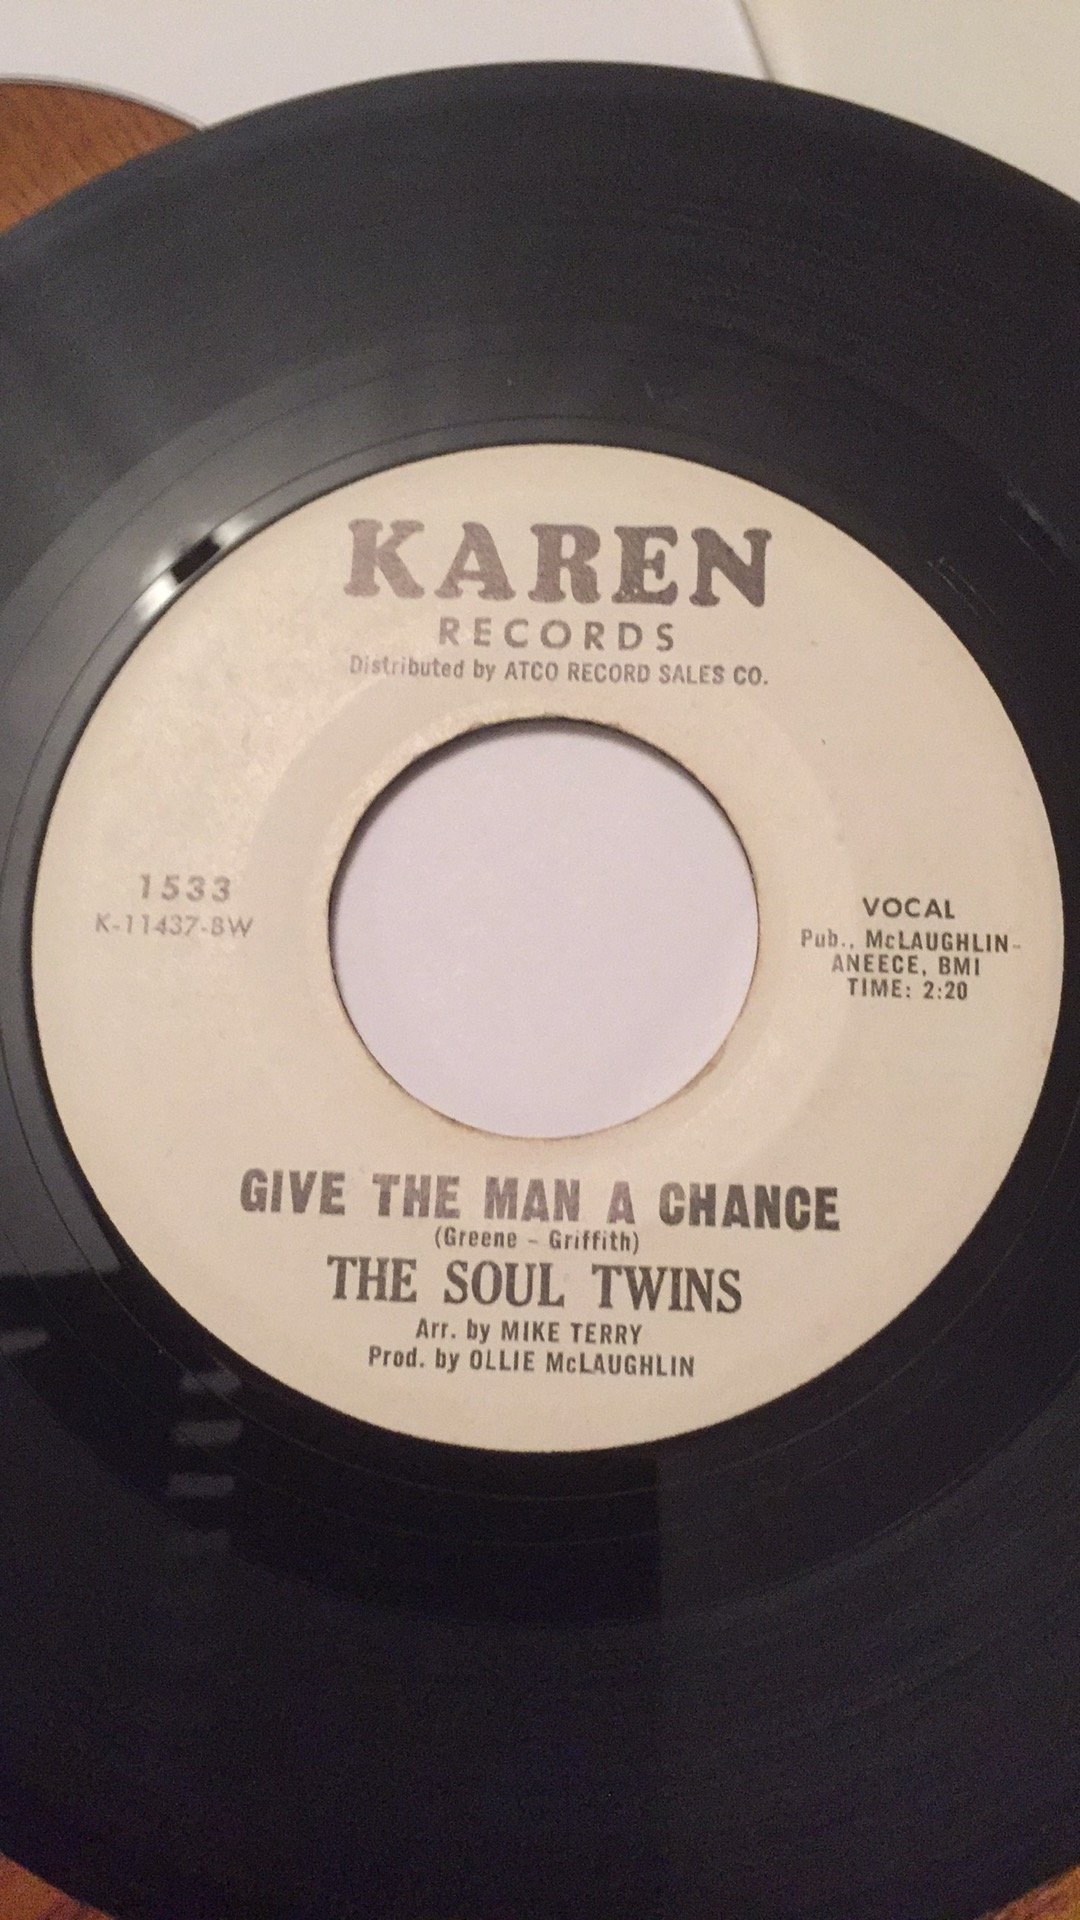 KAREN
RECORDS
Distributed by ATCO RECORD SALES CO.
1533
K-11437-BW
VOCAL
Pub., McLAUGHLIN-
ANEECE, BMI
TIME: 2:20
GIVE THE MAN A CHANCE
(Greene - Griffith)
THE SOUL TWINS
Arr. by MIKE TERRY
Prod. by OLLIE McLAUGHLIN